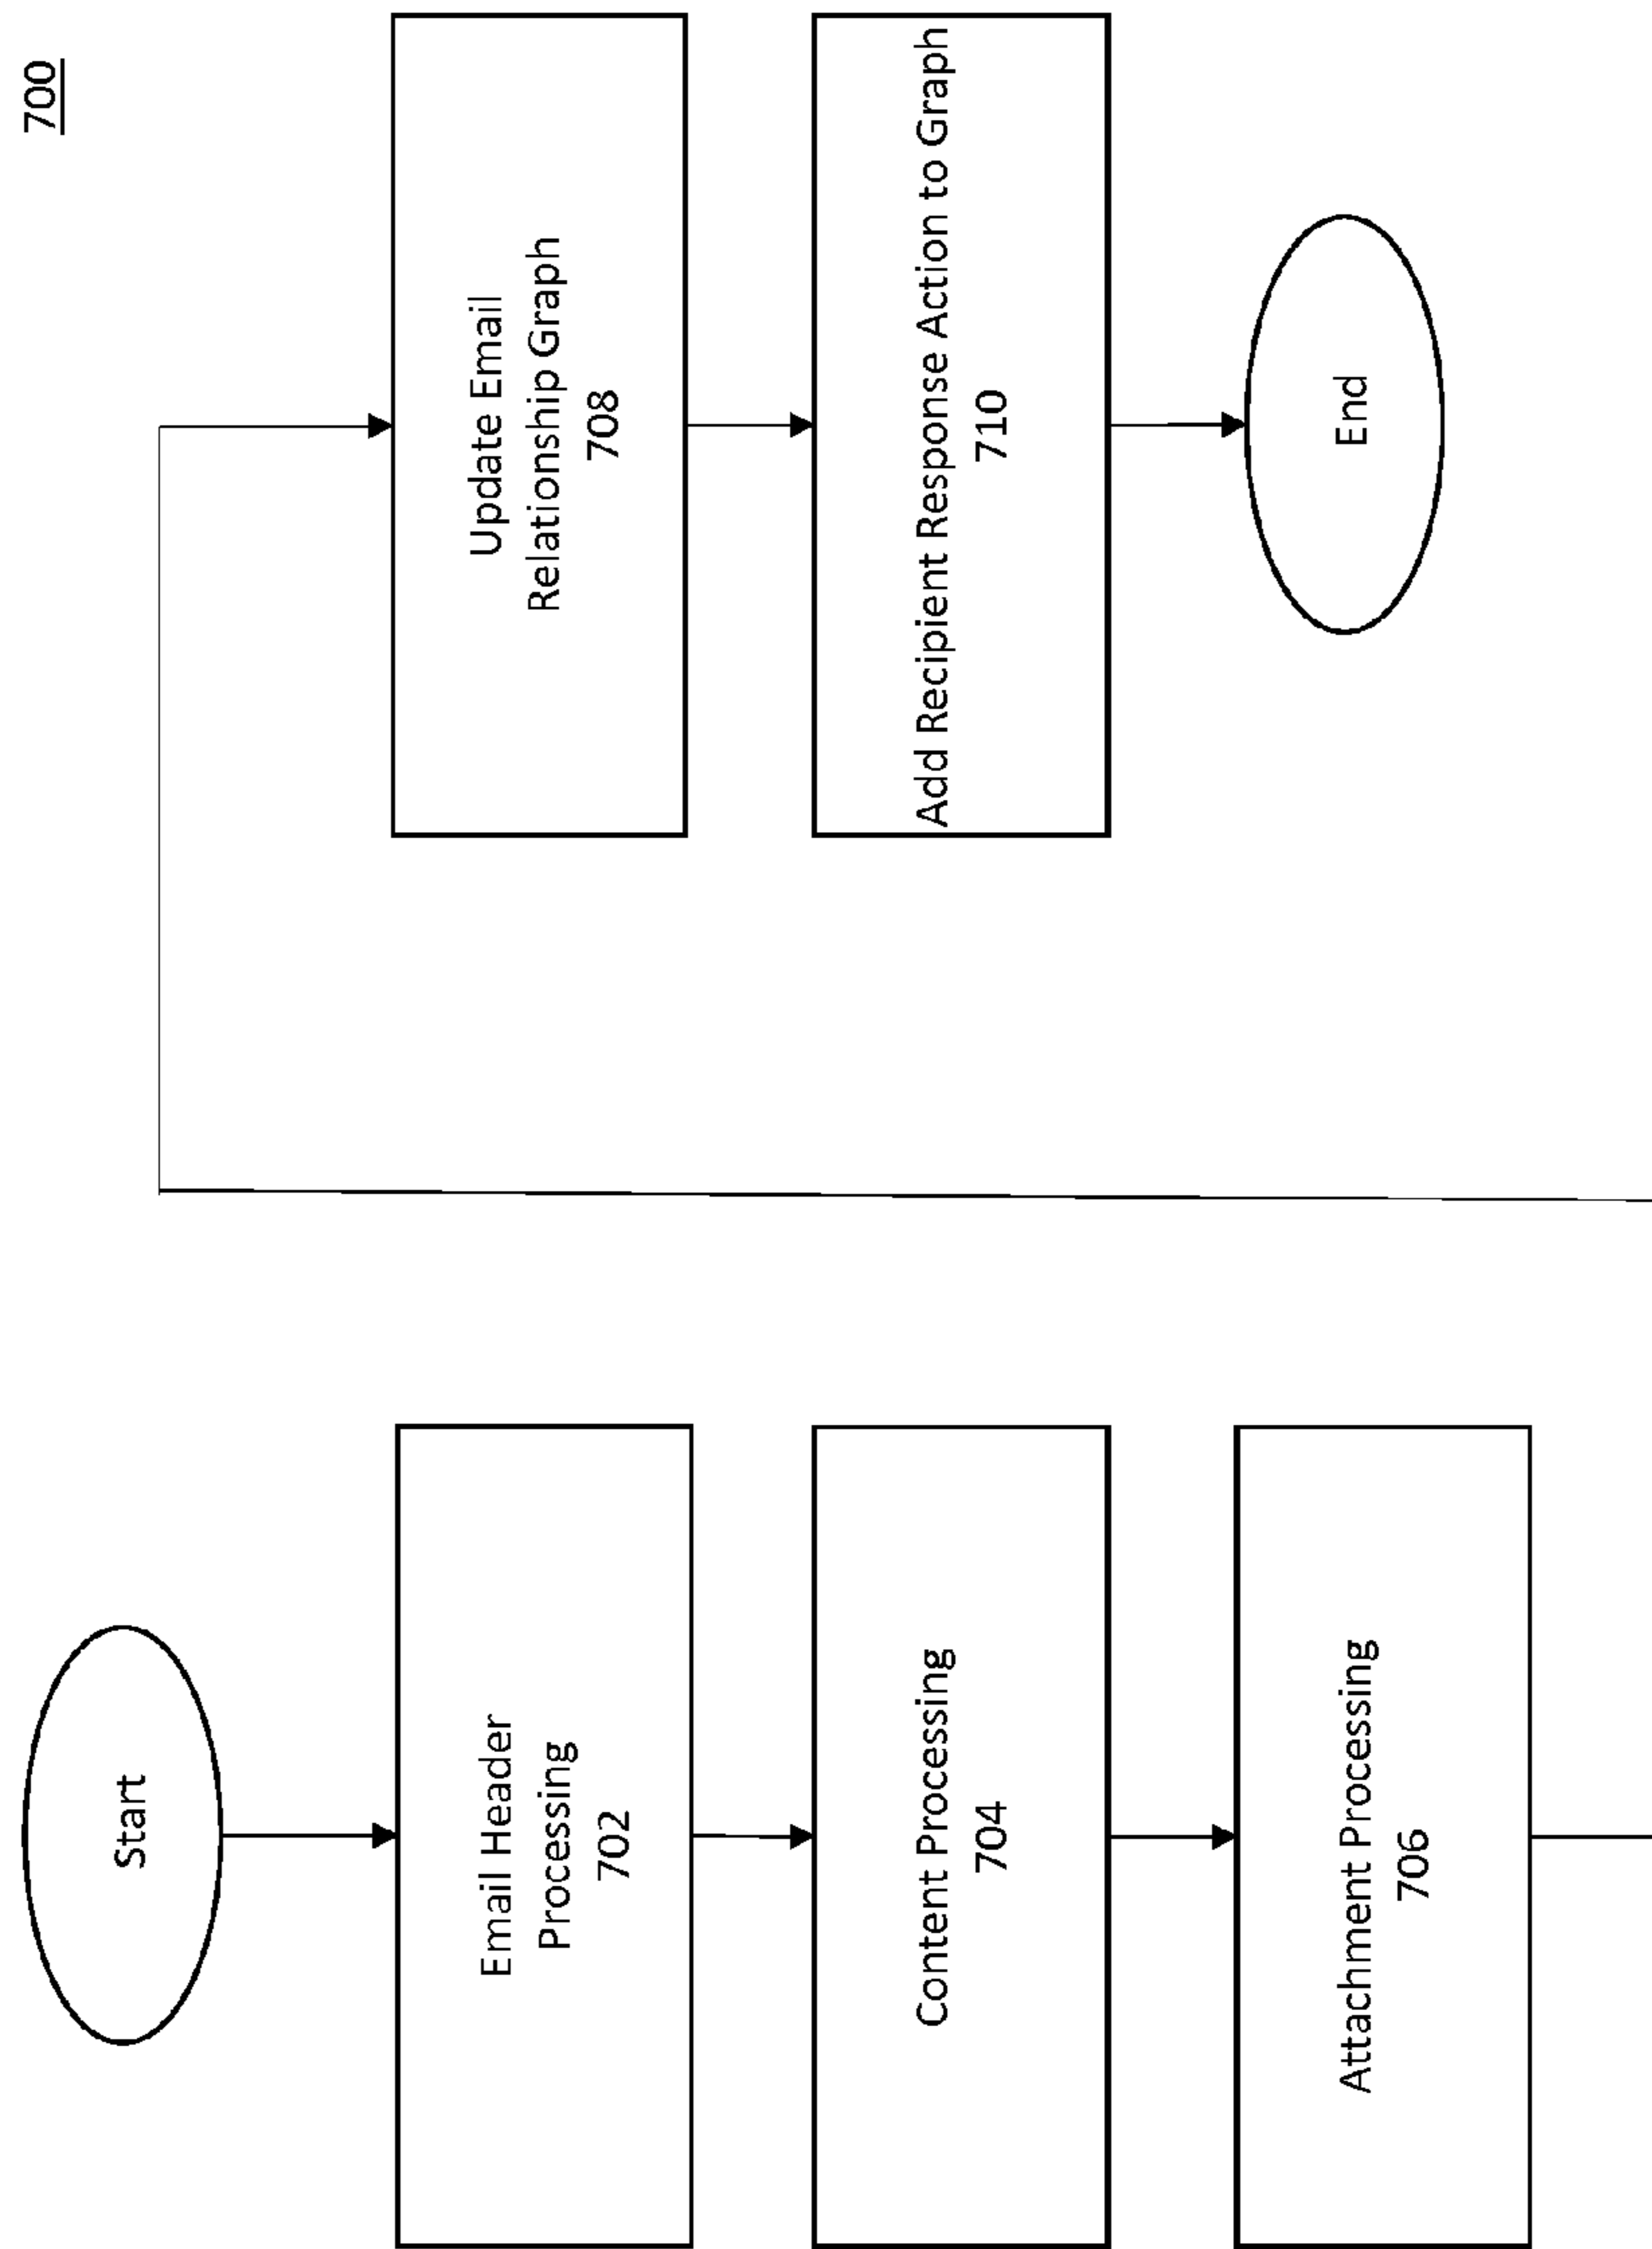 700
Start
Email Header
Processing
702
Content Processing
704
Attachment Processing
706
Update Email
Relationship Graph
708
Add Recipient Response Action to Graph
710
End